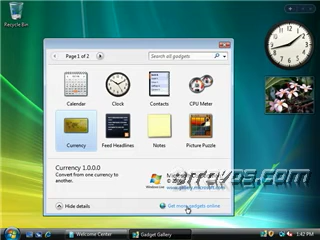 Recycle Bin
Page 1 of 2
Search all gadgets
Calendar
Clock
Contacts
CPU Meter
Currency
Feed Headlines
Notes
Picture Puzzle
Currency 1.0.0.0
Convert from one currency to
another.
Windows Live
Hide details
Get more gadgets online
Welcome Center
Gadget Gallery
1:42 PM